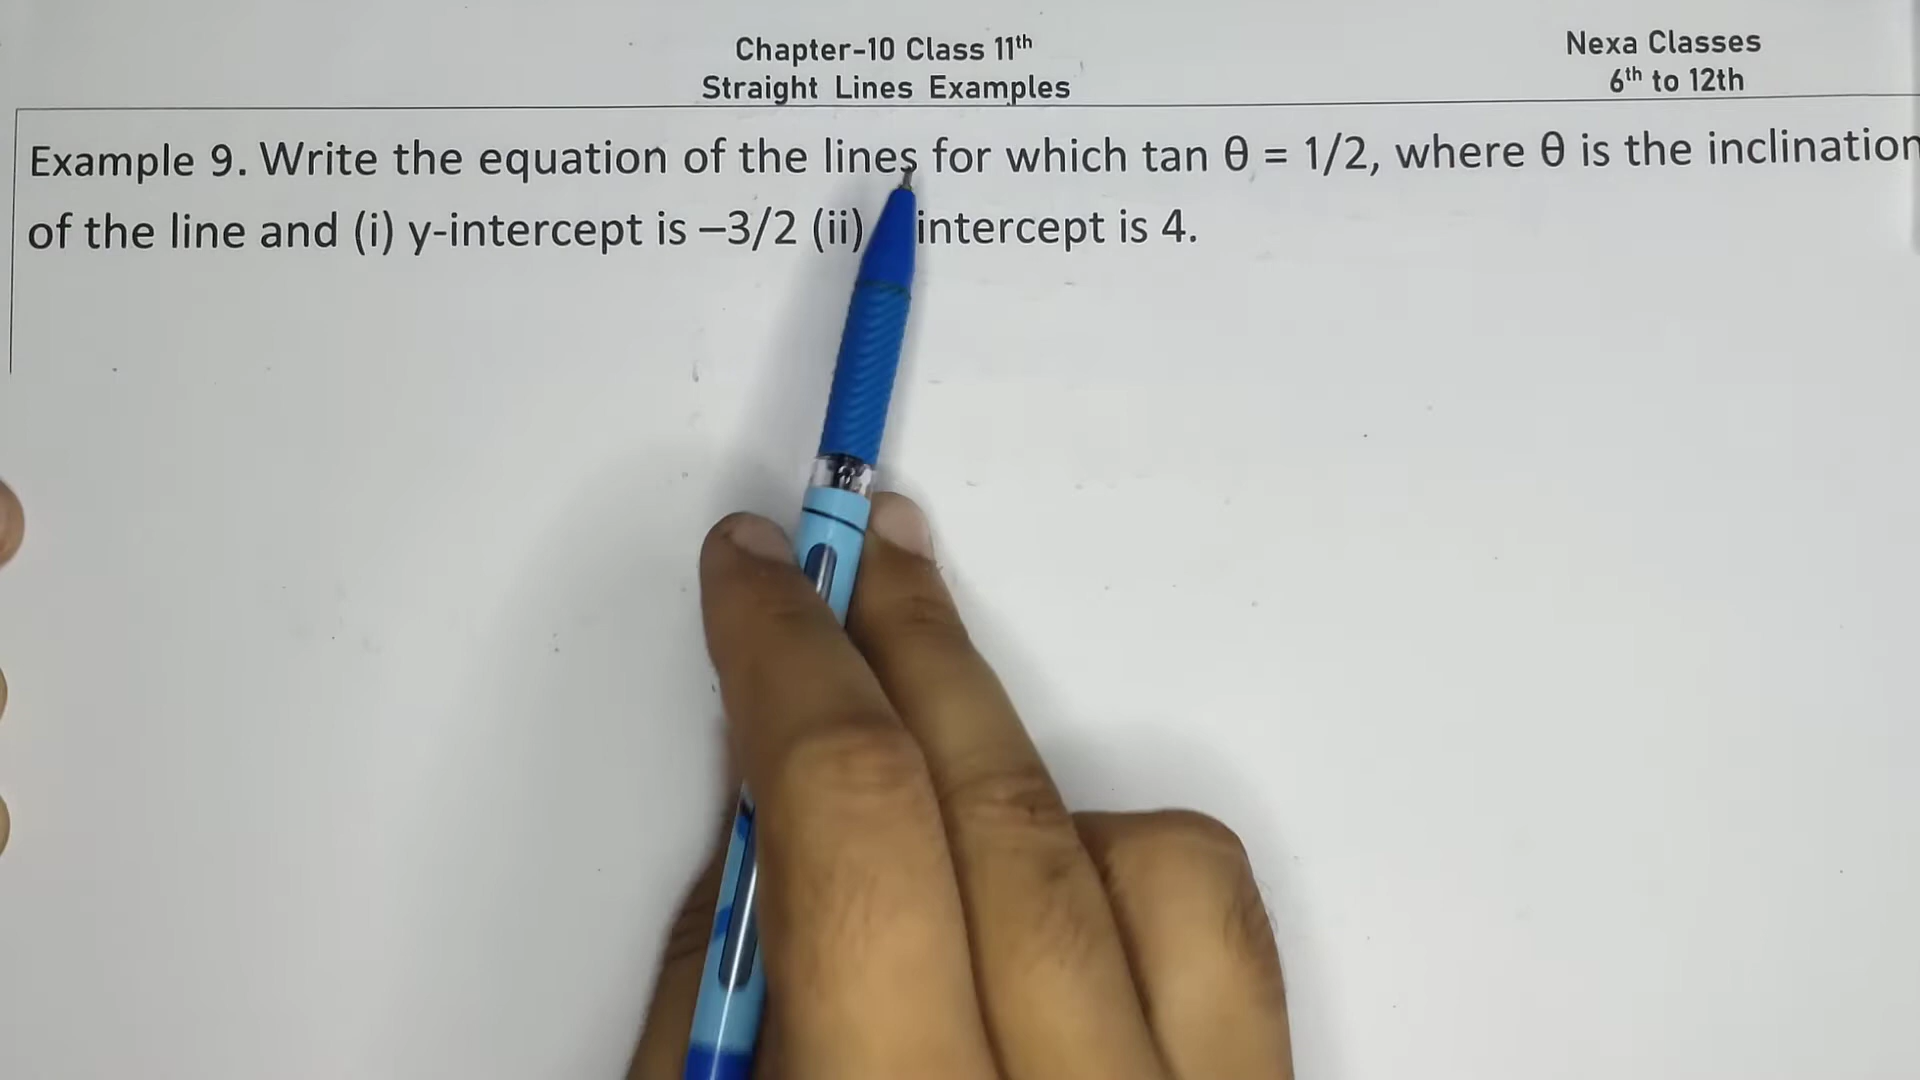 Chapter-10 Class 11th
Straight Lines Examples
Nexa Classes
6th to 12th
Example 9. Write the equation of the lines for which tan θ = 1/2, where θ is the inclination
of the line and (i) y-intercept is –3/2 (ii) intercept is 4.